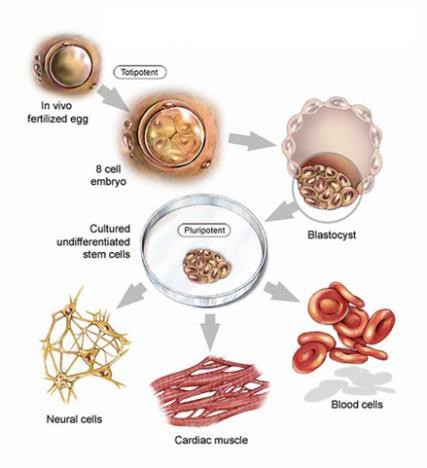 Totipotent
In vivo
fertilized egg
8 cell
embryo
Blastocyst
Cultured
undifferentiated
stem cells
Pluripotent
Neural cells
Cardiac muscle
Blood cells